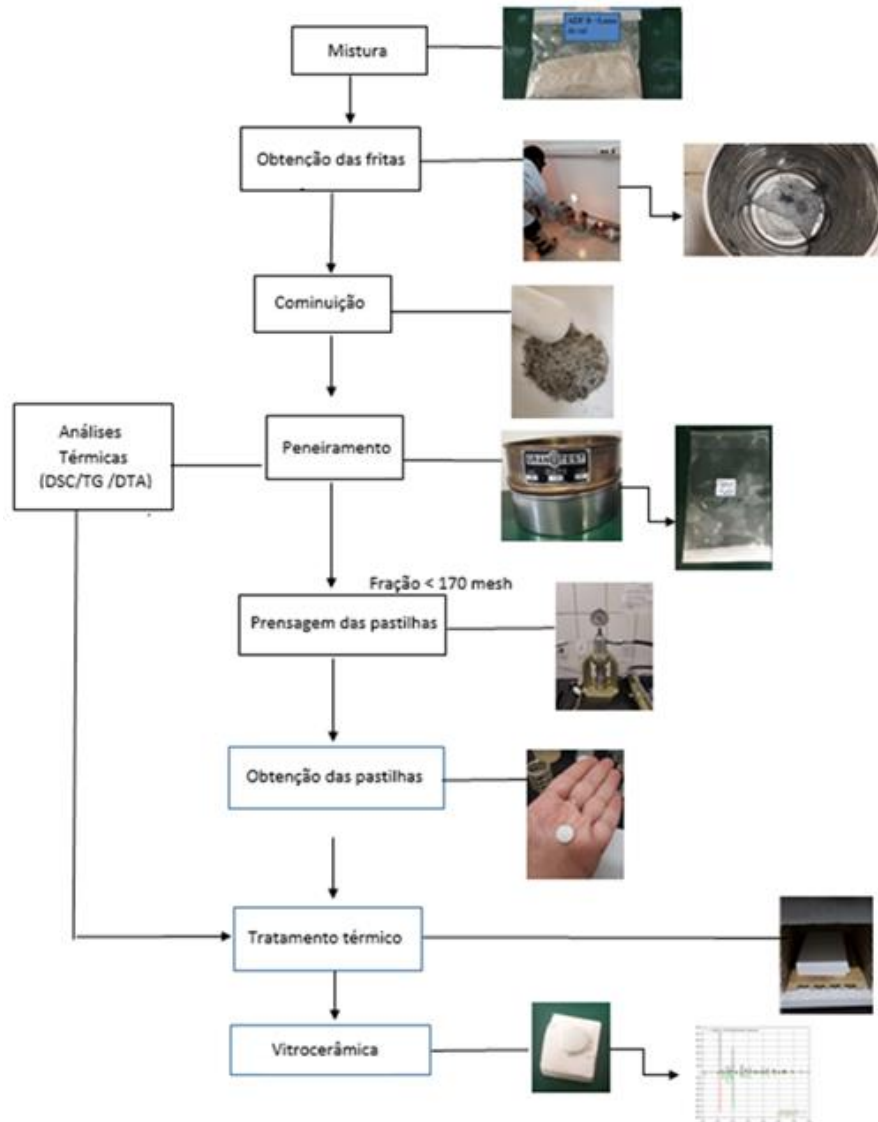 Mistura
Obtenção das fritas
Cominuição
Análises
Térmicas
(DSC/TG /DTA)
Peneiramento
Fração < 170 mesh
Prensagem das pastilhas
Obtenção das pastilhas
Tratamento térmico
Vitrocerâmica